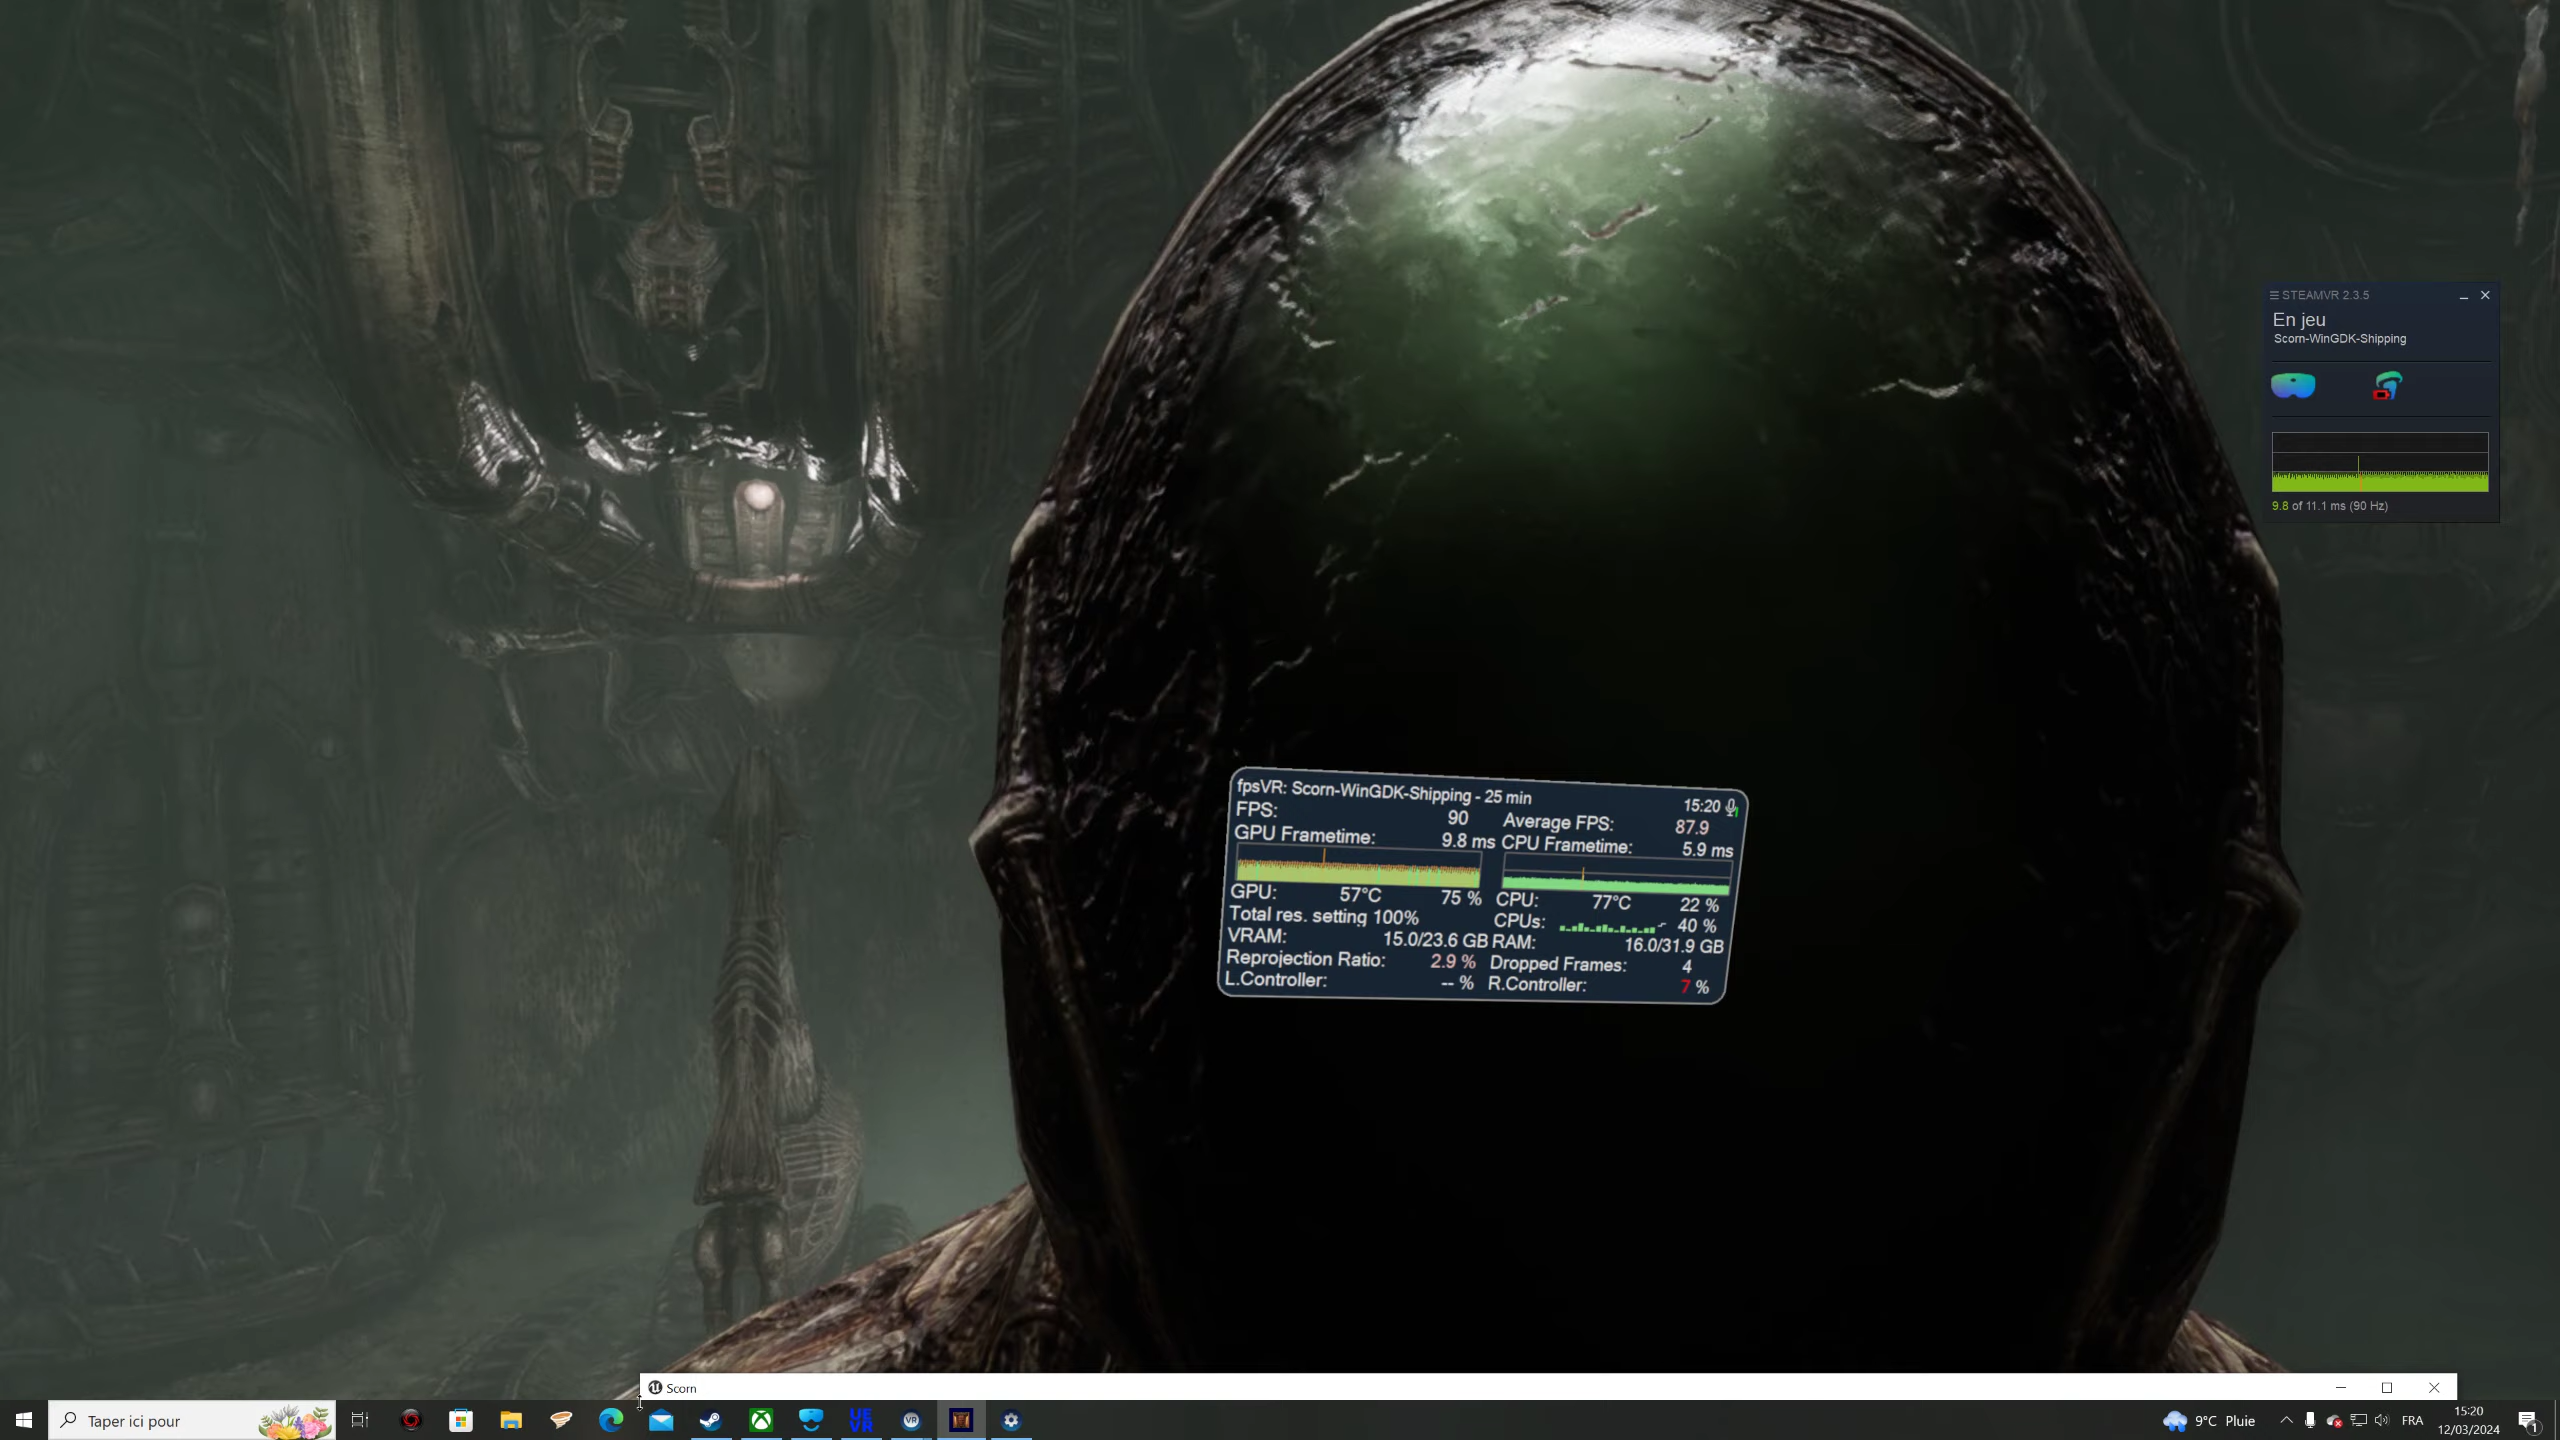 STEAMVR 2.3.5
En jeu
Scorn-WinGDK-Shipping
9.8 of 11.1 ms (90 Hz)
fpsVR: Scorn-WinGDK-Shipping - 25 min 15:20
FPS: 90 Average FPS: 87.9
GPU Frametime: 9.8 ms CPU Frametime: 5.9 ms
GPU: 57°C 75 % CPU: 77°C 22 %
Total res. setting 100% CPUs: 40 %
VRAM: 15.0/23.6 GB RAM: 16.0/31.9 GB
Reprojection Ratio: 2.9 % Dropped Frames: 4
L.Controller: -- % R.Controller: 7 %
Scorn
Taper ici pour
UE
VR
VR
9°C Pluie
FRA
15:20
12/03/2024
1